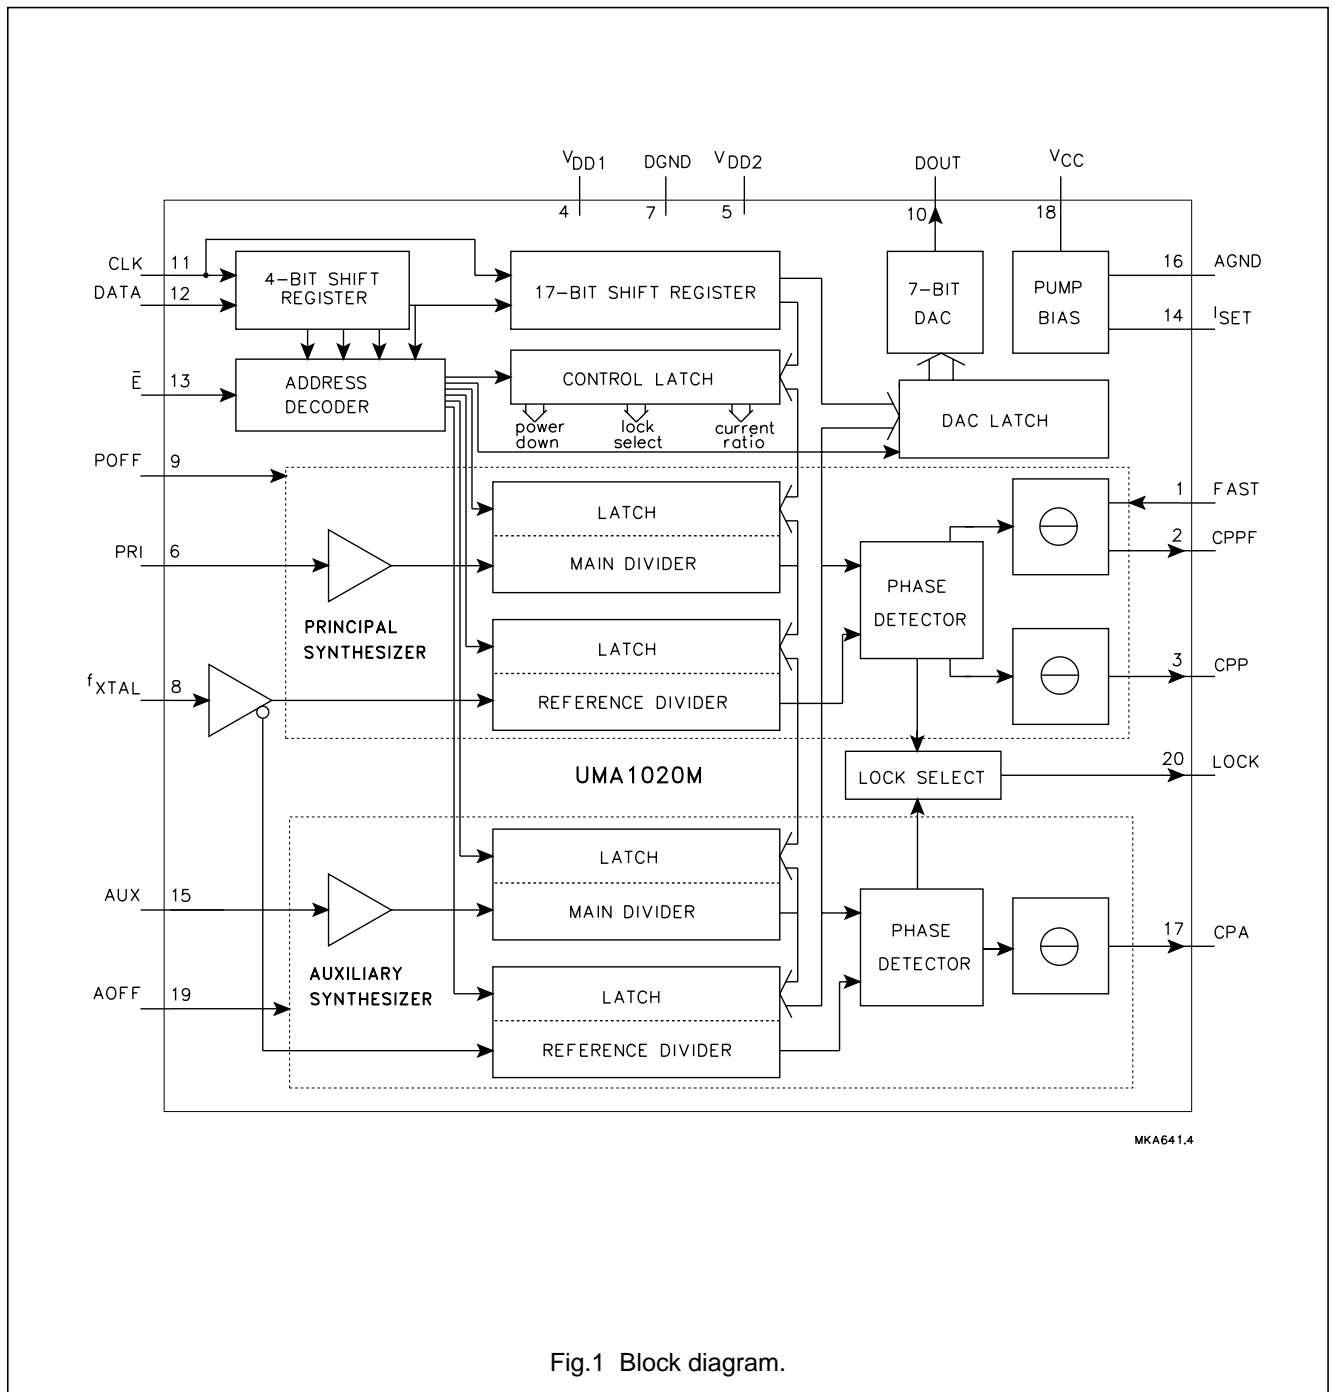 VDD1 DGND VDD2 DOUT VCC
4 7 5 10 18
CLK 11
DATA 12
4-BIT SHIFT
REGISTER
17-BIT SHIFT REGISTER
7-BIT
DAC
PUMP
BIAS
16 AGND
14 ISET
Ē 13
ADDRESS
DECODER
CONTROL LATCH
power
down
lock
select
current
ratio
DAC LATCH
POFF 9
PRI 6
PRINCIPAL
SYNTHESIZER
LATCH
MAIN DIVIDER
LATCH
REFERENCE DIVIDER
PHASE
DETECTOR
1 FAST
2 CPPF
3 CPP
fXTAL 8
UMA1020M
LOCK SELECT
20 LOCK
AUX 15
AOFF 19
AUXILIARY
SYNTHESIZER
LATCH
MAIN DIVIDER
LATCH
REFERENCE DIVIDER
PHASE
DETECTOR
17 CPA
MKA641.4
Fig.1 Block diagram.